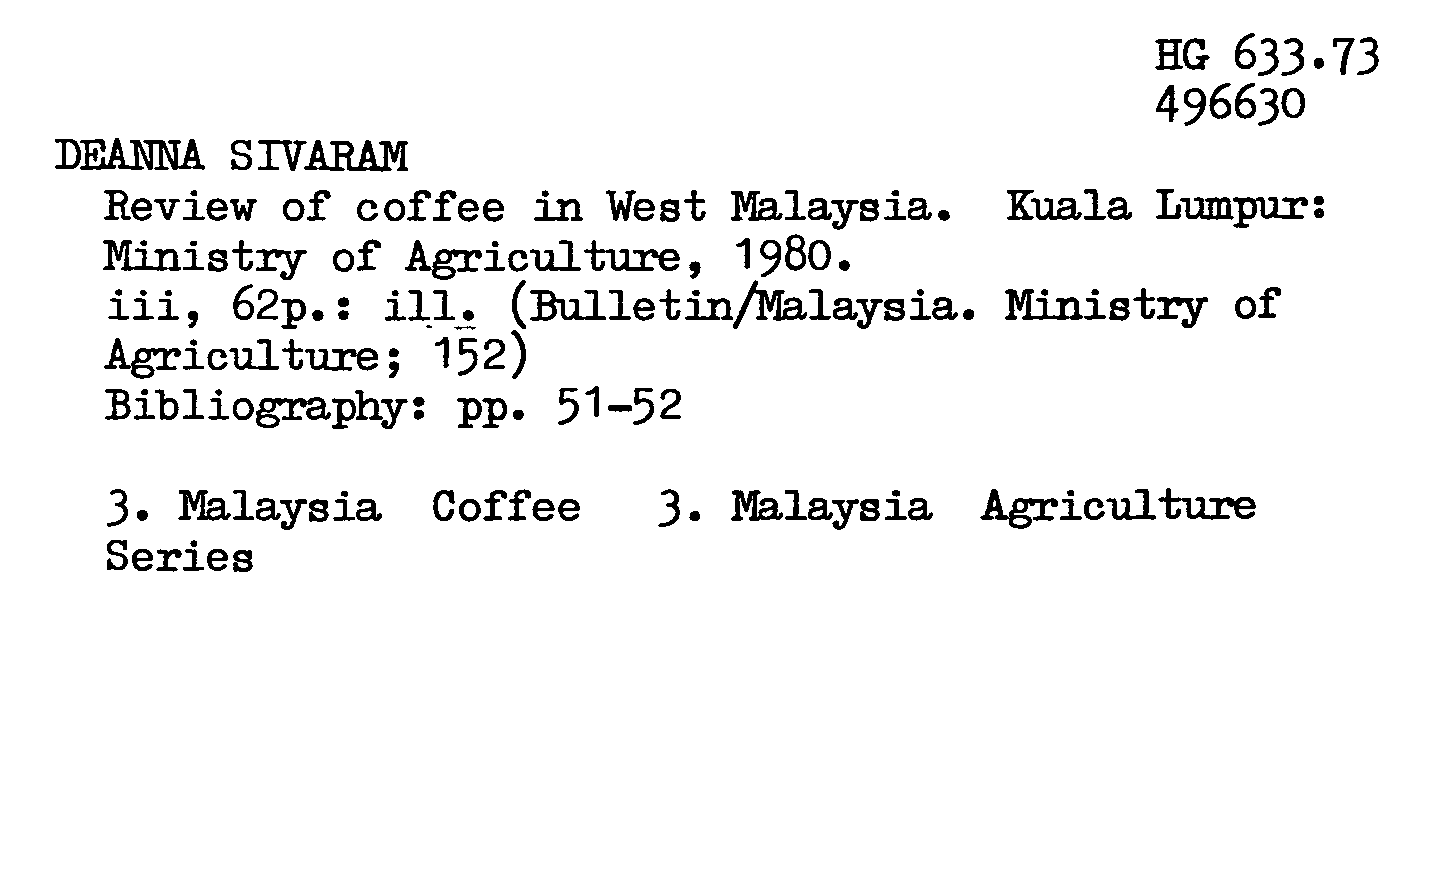 HG 633.73
496630
DEANNA SIVARAM
Review of coffee in West Malaysia. Kuala Lumpur:
Ministry of Agriculture, 1980.
iii, 62p.: ill. (Bulletin/Malaysia. Ministry of
Agriculture; 152)
Bibliography: pp. 51-52
3. Malaysia Coffee 3. Malaysia Agriculture
Series